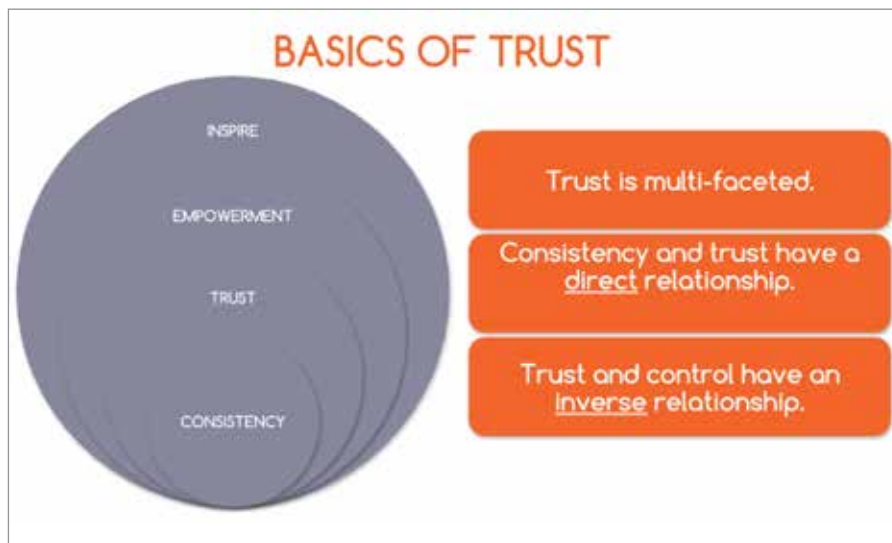 BASICS OF TRUST
INSPIRE
EMPOWERMENT
TRUST
CONSISTENCY
Trust is multi-faceted.
Consistency and trust have a
direct relationship.
Trust and control have an
inverse relationship.